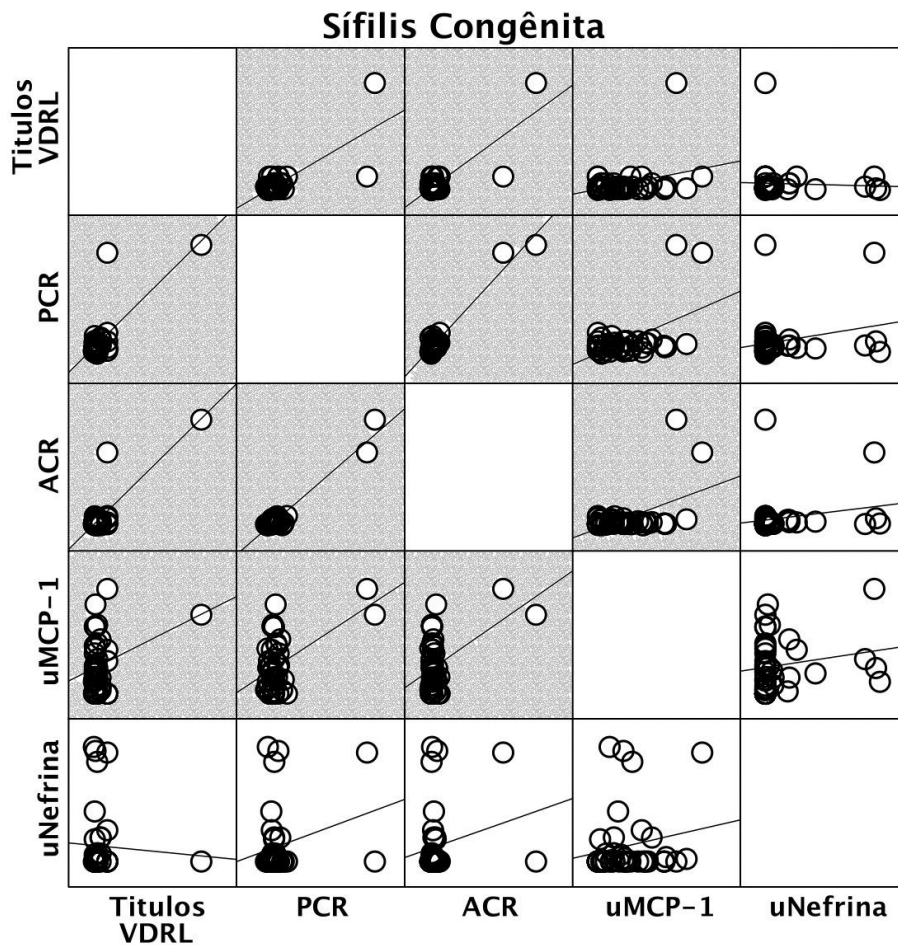 Sífilis Congênita
Titulos
VDRL
PCR
ACR
uMCP-1
uNefrina
Titulos
VDRL
PCR
ACR
uMCP-1
uNefrina